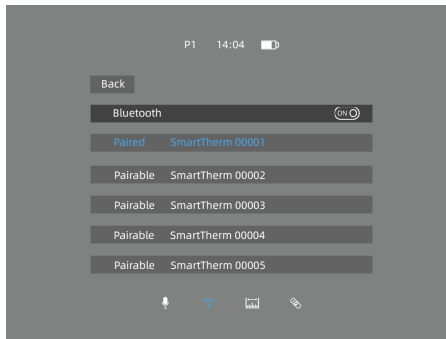 P1 14:04
Back
Bluetooth ON
Paired SmartTherm 00001
Pairable SmartTherm 00002
Pairable SmartTherm 00003
Pairable SmartTherm 00004
Pairable SmartTherm 00005